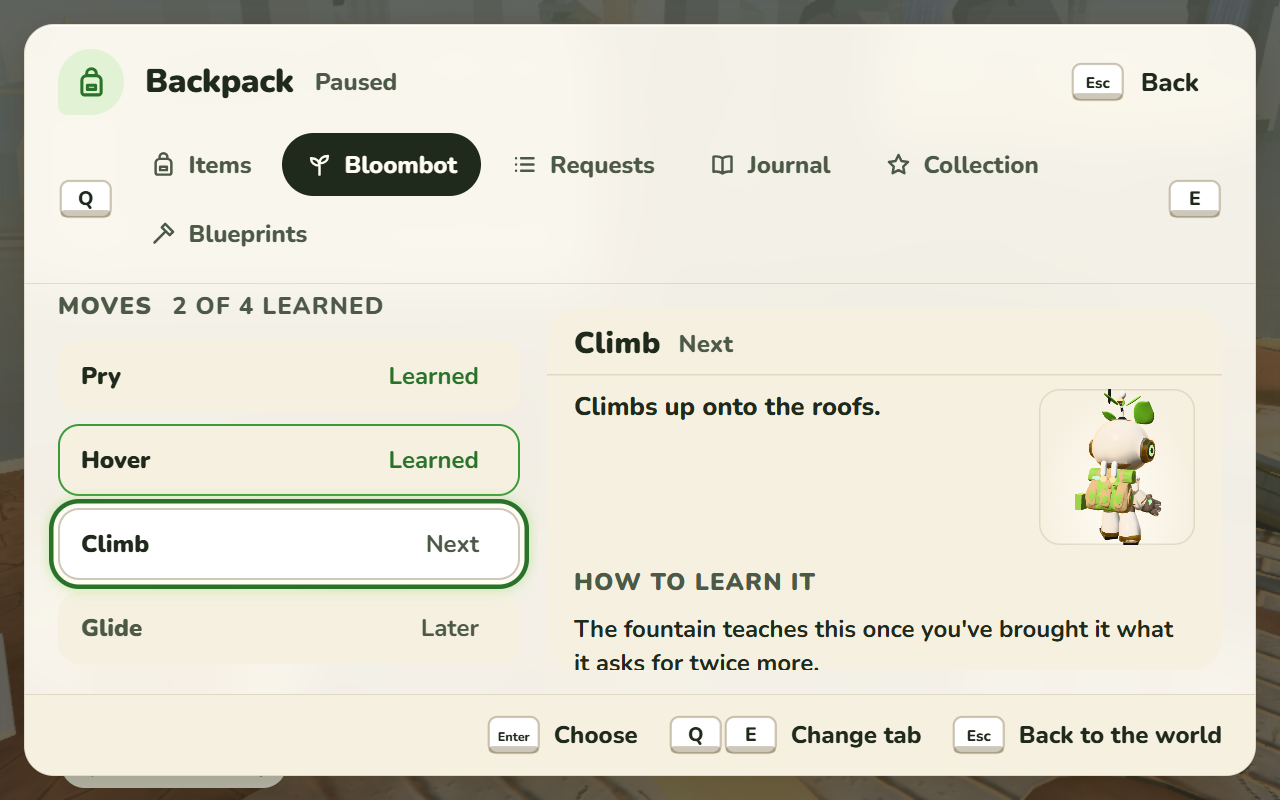 Backpack Paused
Esc Back
Items Bloombot Requests Journal Collection
Q E
Blueprints
MOVES 2 OF 4 LEARNED
Pry Learned
Hover Learned
Climb Next
Glide Later
Climb Next
Climbs up onto the roofs.
HOW TO LEARN IT
The fountain teaches this once you've brought it what
it asks for twice more.
Enter Choose Q E Change tab Esc Back to the world